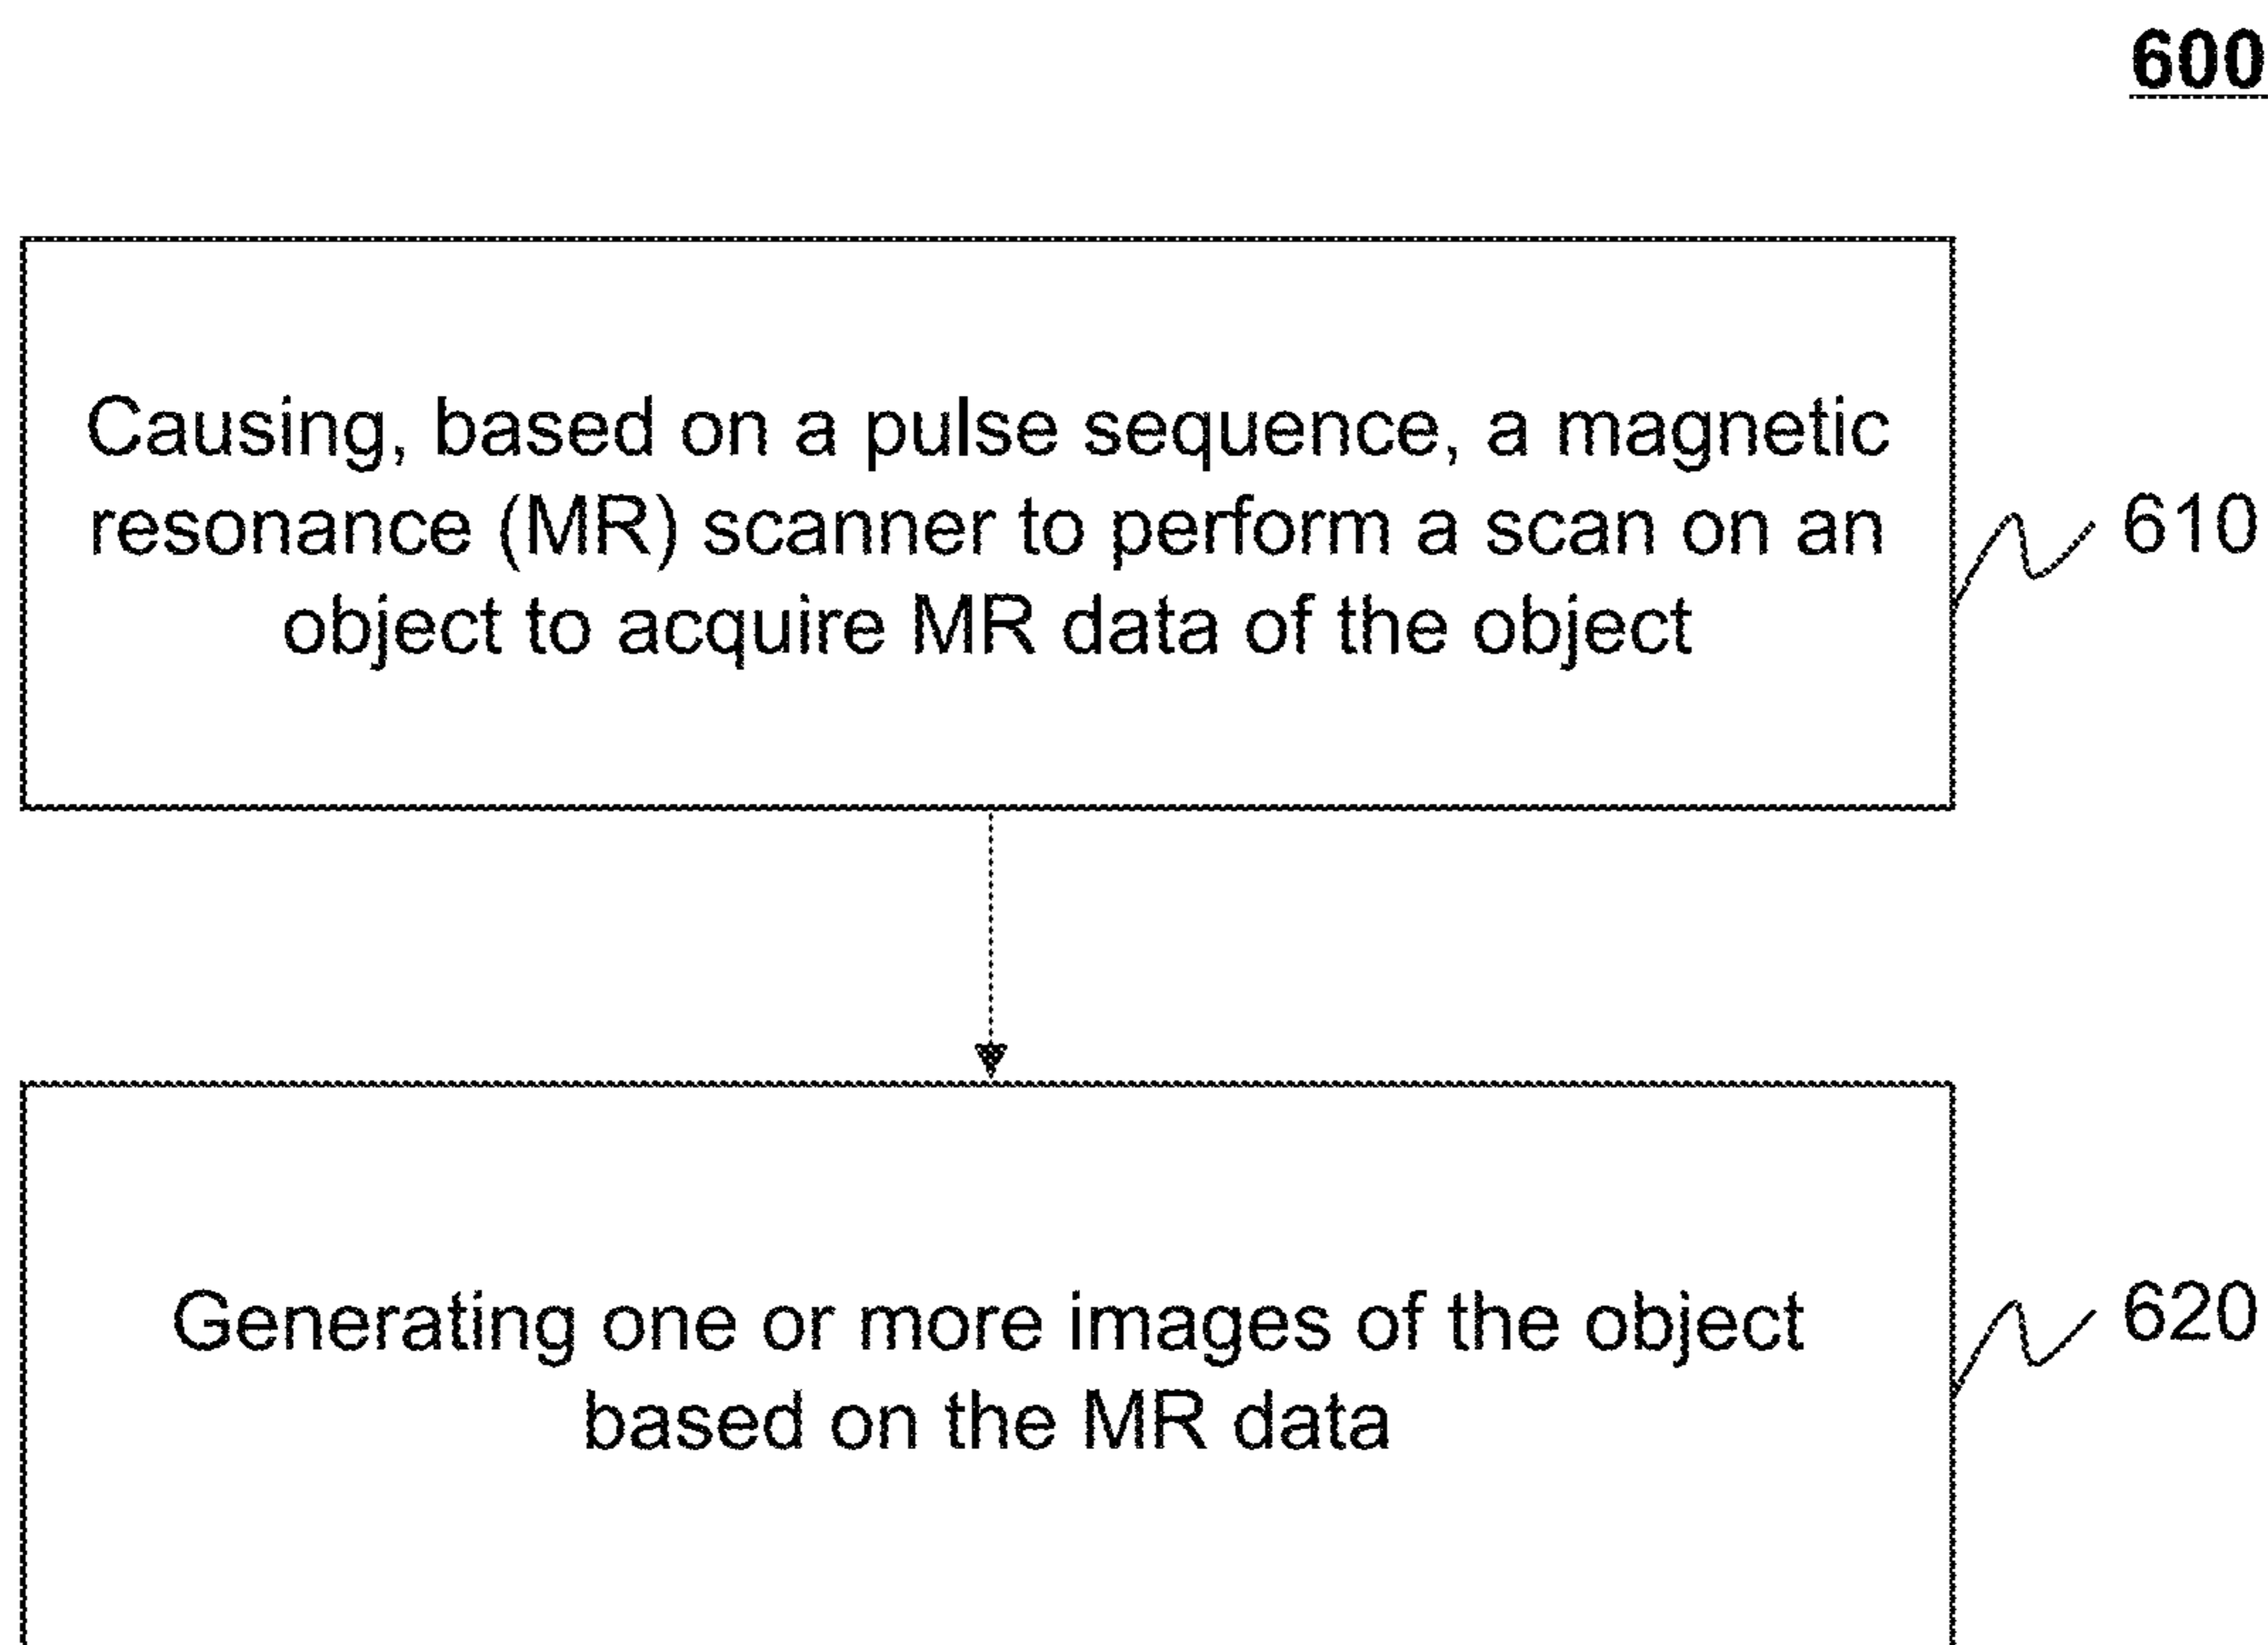 600
Causing, based on a pulse sequence, a magnetic
resonance (MR) scanner to perform a scan on an
object to acquire MR data of the object
610
Generating one or more images of the object
based on the MR data
620